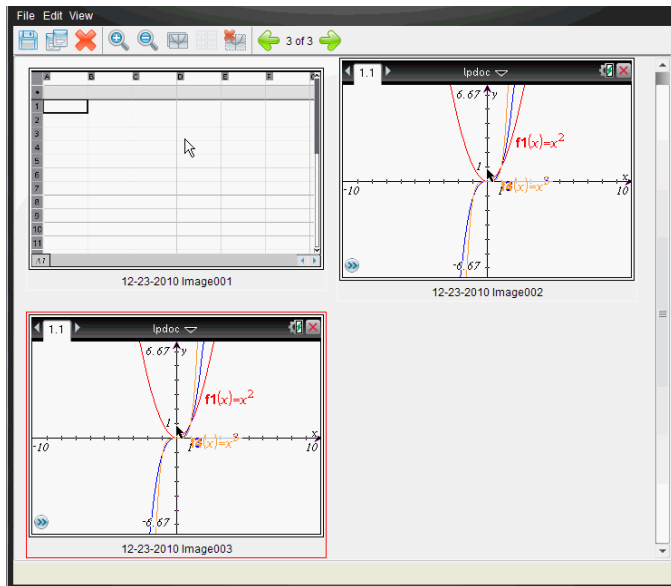 File Edit View
3 of 3
A B C D E F
1
2
3
4
5
6
7
8
9
10
11
A1
12-23-2010 Image001
1.1 lpdoc
6.67 y
f1(x)=x²
1
x
-10 1 10
-6.67
12-23-2010 Image002
1.1 lpdoc
6.67 y
f1(x)=x²
1
x
-10 1 10
-6.67
12-23-2010 Image003